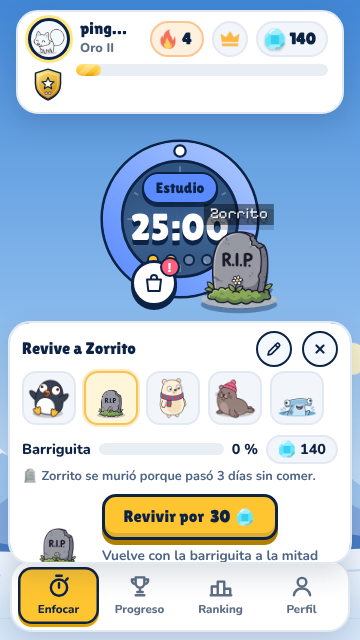 ping...
Oro II
4
140
Estudio
25:00
Zorrito
R.I.P
!
Revive a Zorrito
RIP
Barriguita
0 %
140
Zorrito se murió porque pasó 3 días sin comer.
Revivir por 30
R.I.P
Vuelve con la barriguita a la mitad
Enfocar
Progreso
Ranking
Perfil